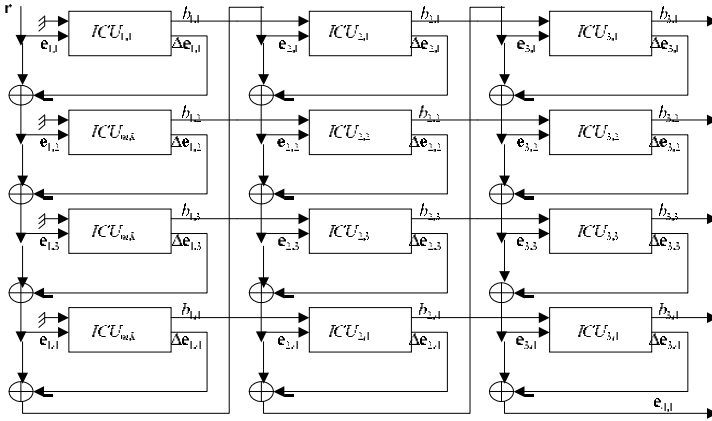 r
b1,1 b2,1 b3,1
ICU1,1 ICU2,1 ICU3,1
e1,1 Δe1,1 e2,1 Δe2,1 e3,1 Δe3,1
b1,2 b2,2 b3,2
ICUm,k ICU2,2 ICU3,2
e1,2 Δe1,2 e2,2 Δe2,2 e3,2 Δe3,2
b1,3 b2,3 b3,3
ICUm,k ICU2,3 ICU3,3
e1,3 Δe1,3 e2,3 Δe2,3 e3,3 Δe3,3
b1,4 b2,4 b3,4
ICUm,k ICU2,4 ICU3,4
e1,4 Δe1,4 e2,4 Δe2,4 e3,4 Δe3,4
e4,1